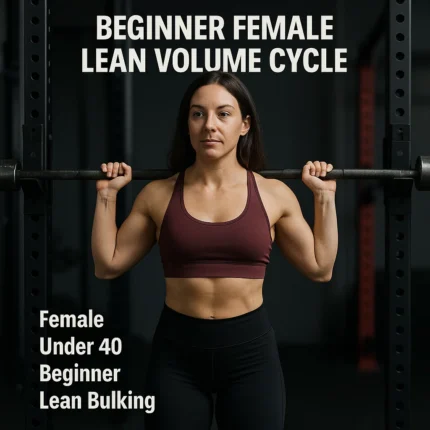 BEGINNER FEMALE
LEAN VOLUME CYCLE
Female
Under 40
Beginner
Lean Bulking